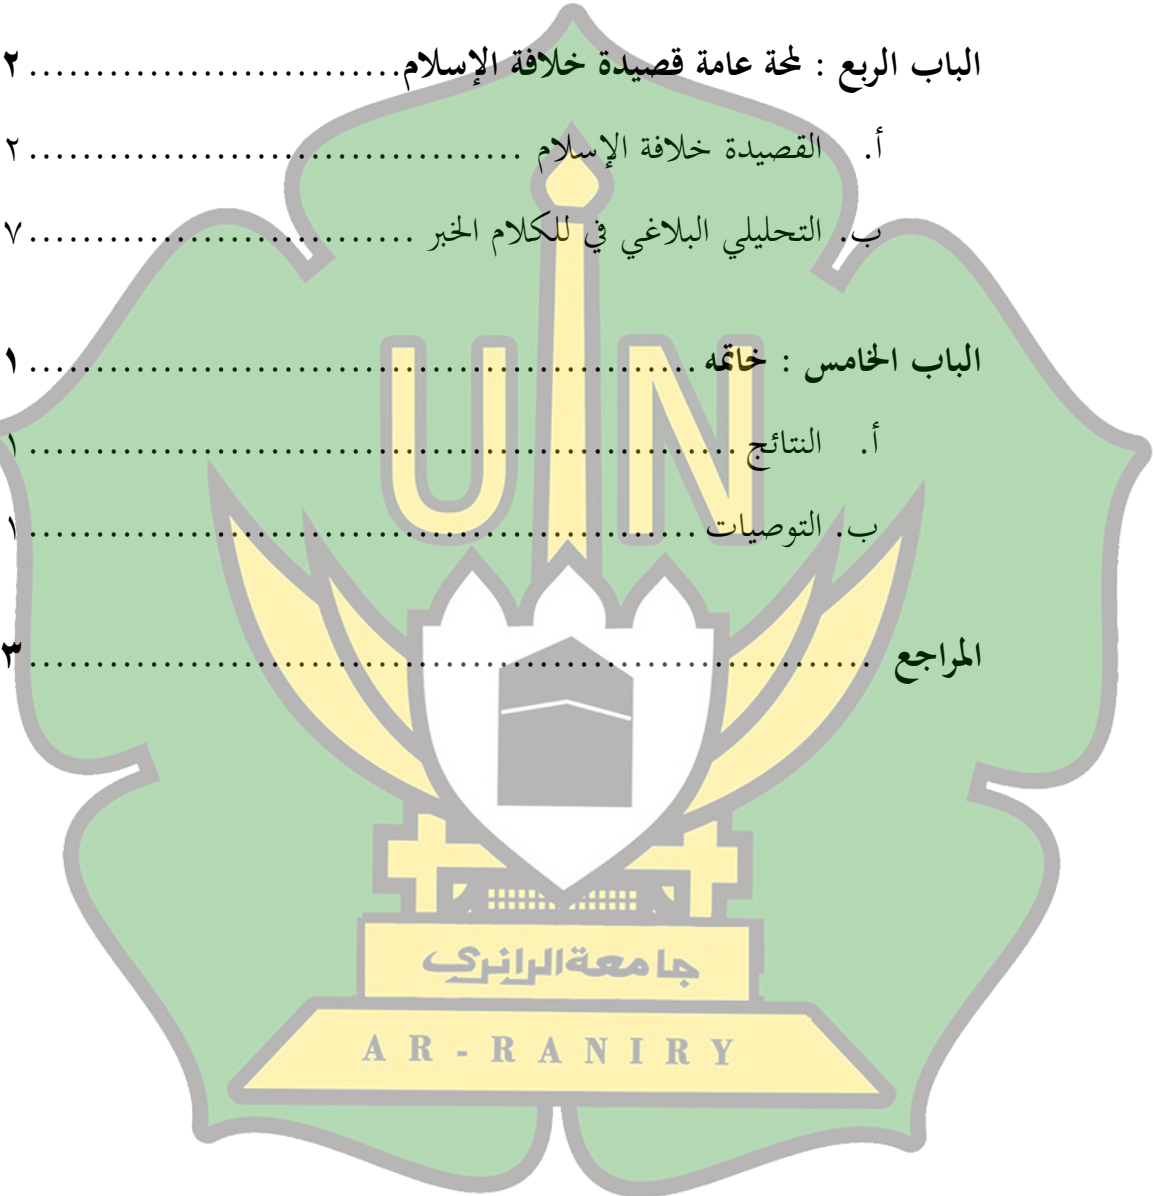 الباب الربع : لمحة عامة قصيدة خلافة الإسلام............................٢
أ. القصيدة خلافة الإسلام .....................................٢
ب. التحليلي البلاغي في للكلام الخبر .............................٧
الباب الخامس : خاتمه..................................................١
أ. النتائج .....................................................١
ب. التوصيات ..................................................١
المراجع ...............................................................٣
UIN
جامعة الرانري
AR-RANIRY